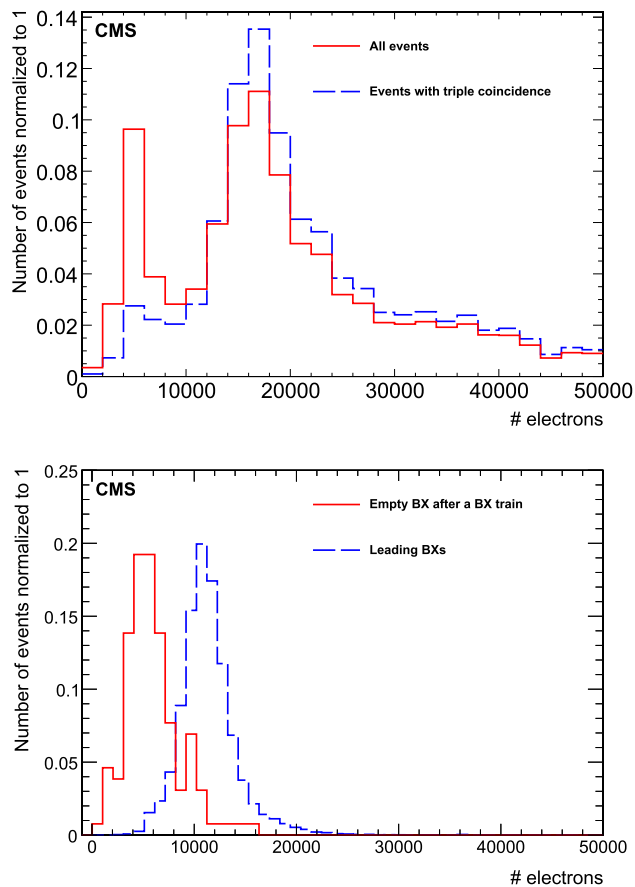 CMS
All events
Events with triple coincidence
Number of events normalized to 1
0.14
0.12
0.1
0.08
0.06
0.04
0.02
0
0 10000 20000 30000 40000 50000
# electrons
CMS
Empty BX after a BX train
Leading BXs
Number of events normalized to 1
0.25
0.2
0.15
0.1
0.05
0
0 10000 20000 30000 40000 50000
# electrons